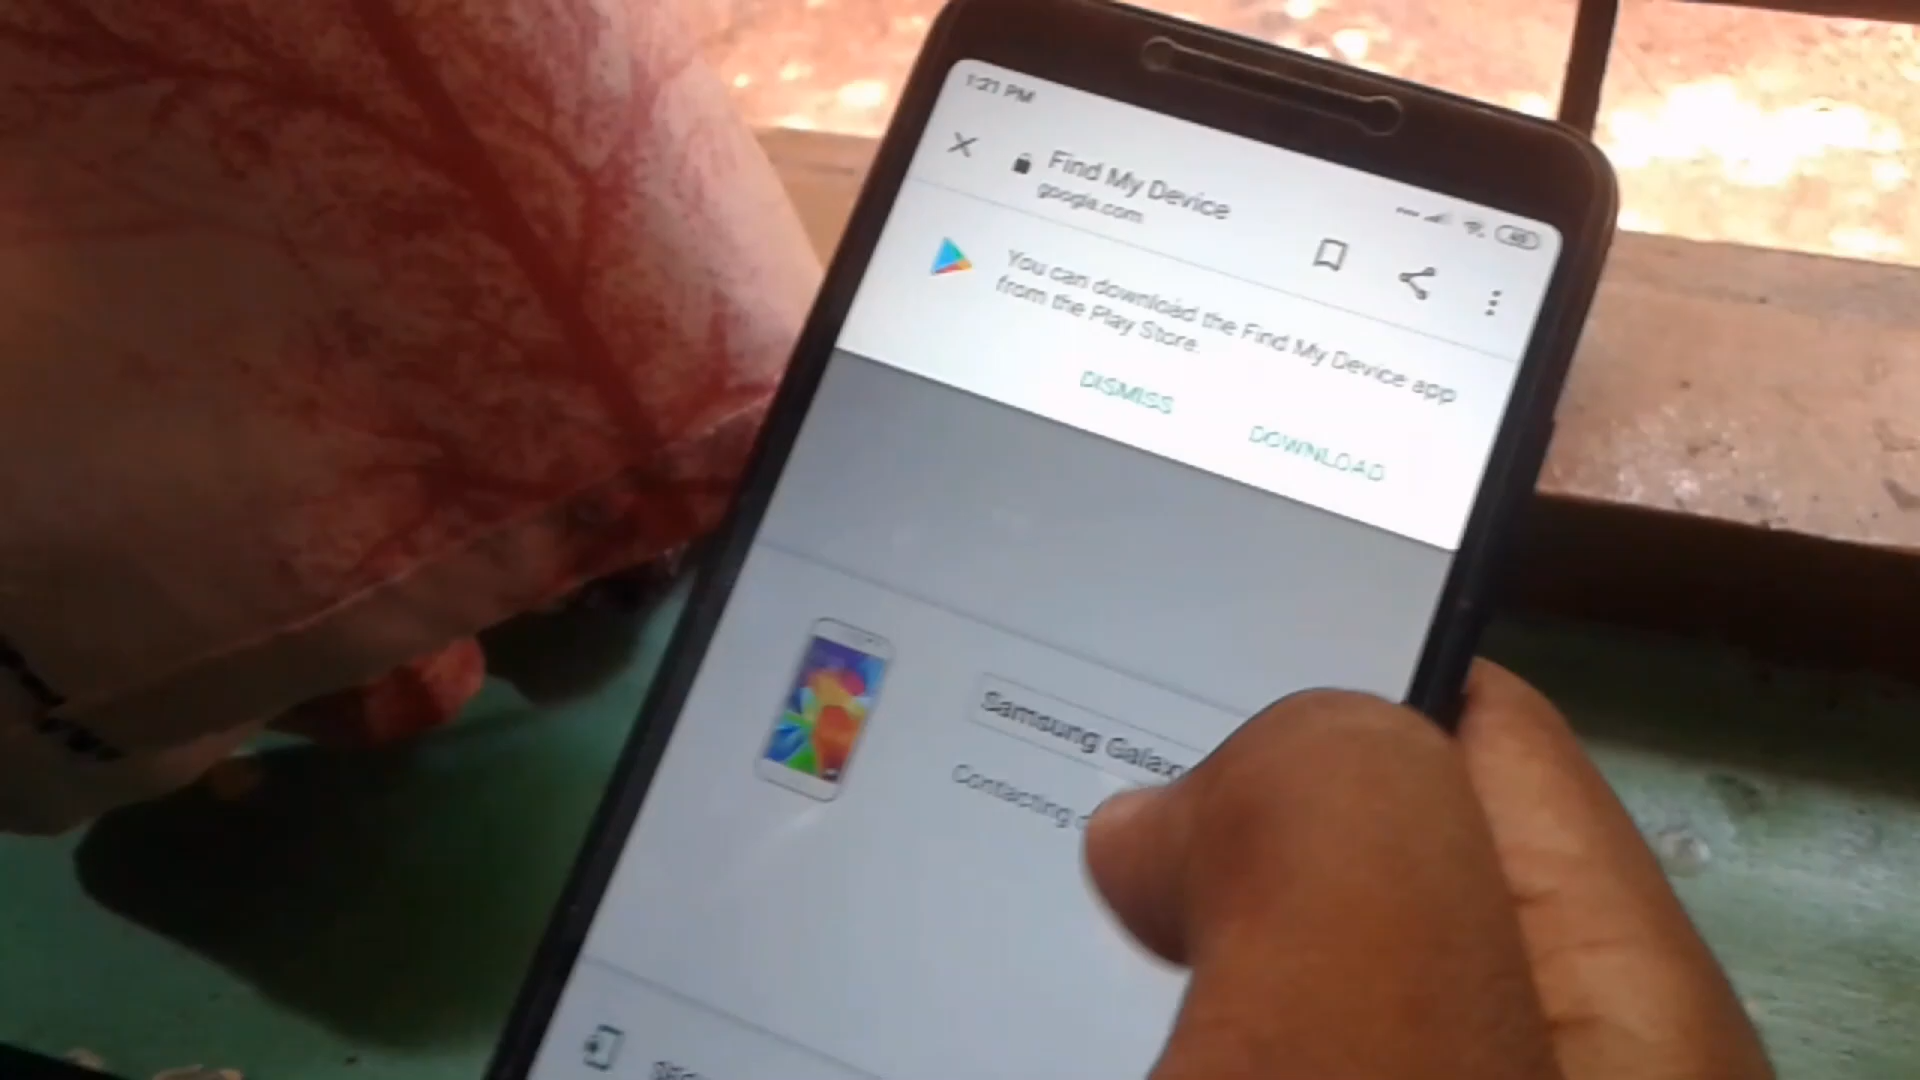 1:21 PM
Find My Device
google.com
You can download the Find My Device app
from the Play Store.
DISMISS
DOWNLOAD
Samsung Galaxy
Contacting